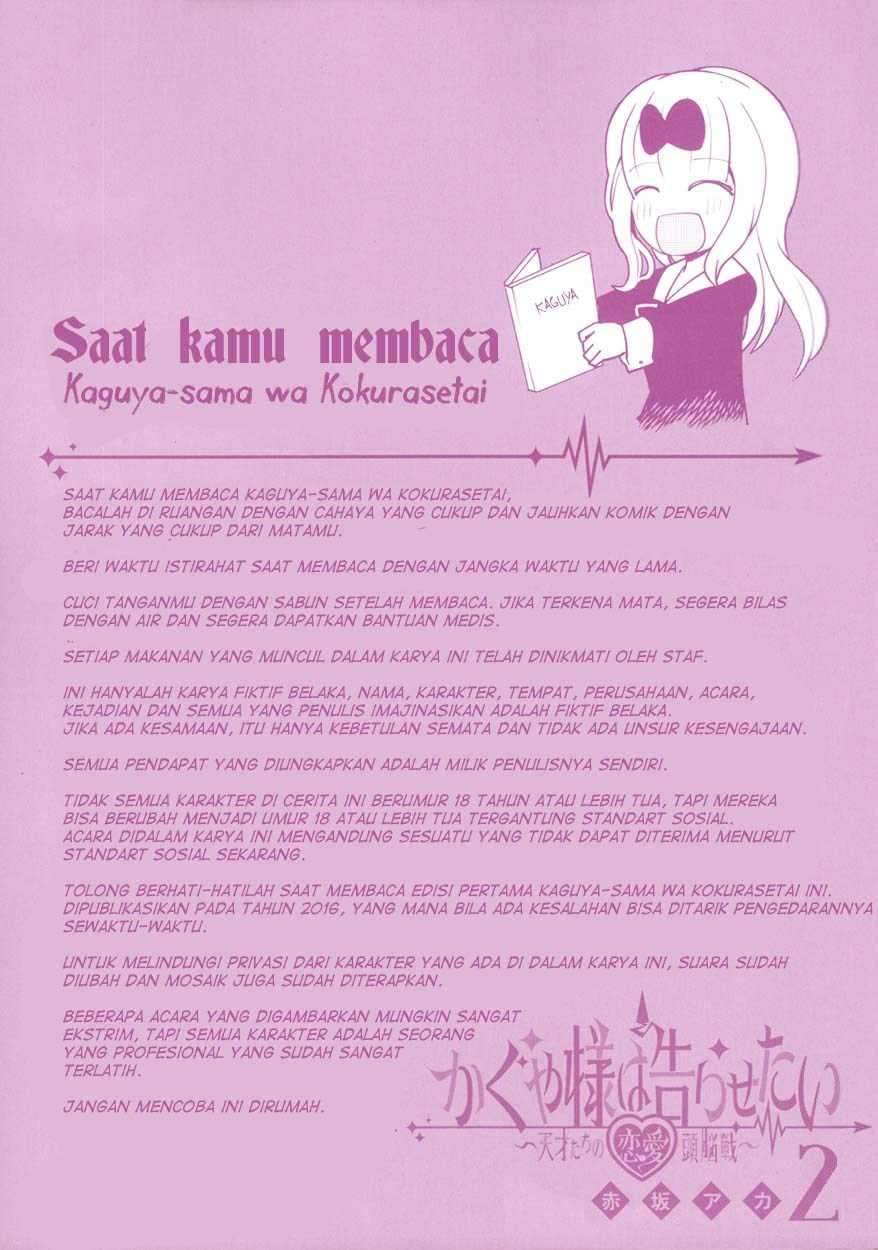 KAGUYA
Saat kamu membaca
Kaguya-sama wa Kokurasetai
SAAT KAMU MEMBACA KAGUYA-SAMA WA KOKURASETAI,
BACALAH DI RUANGAN DENGAN CAHAYA YANG CUKUP DAN JAUHKAN KOMIK DENGAN
JARAK YANG CUKUP DARI MATAMU.
BERI WAKTU ISTIRAHAT SAAT MEMBACA DENGAN JANGKA WAKTU YANG LAMA.
CUCI TANGANMU DENGAN SABUN SETELAH MEMBACA. JIKA TERKENA MATA, SEGERA BILAS
DENGAN AIR DAN SEGERA DAPATKAN BANTUAN MEDIS.
SETIAP MAKANAN YANG MUNCUL DALAM KARYA INI TELAH DINIKMATI OLEH STAF.
INI HANYALAH KARYA FIKTIF BELAKA, NAMA, KARAKTER, TEMPAT, PERUSAHAAN, ACARA,
KEJADIAN DAN SEMUA YANG PENULIS IMAJINASIKAN ADALAH FIKTIF BELAKA.
JIKA ADA KESAMAAN, ITU HANYA KEBETULAN SEMATA DAN TIDAK ADA UNSUR KESENGAJAAN.
SEMUA PENDAPAT YANG DIUNGKAPKAN ADALAH MILIK PENULISNYA SENDIRI.
TIDAK SEMUA KARAKTER DI CERITA INI BERUMUR 18 TAHUN ATAU LEBIH TUA, TAPI MEREKA
BISA BERUBAH MENJADI UMUR 18 ATAU LEBIH TUA TERGANTUNG STANDART SOSIAL.
ACARA DIDALAM KARYA INI MENGANDUNG SESUATU YANG TIDAK DAPAT DITERIMA MENURUT
STANDART SOSIAL SEKARANG.
TOLONG BERHATI-HATILAH SAAT MEMBACA EDISI PERTAMA KAGUYA-SAMA WA KOKURASETAI INI.
DIPUBLIKASIKAN PADA TAHUN 2016, YANG MANA BILA ADA KESALAHAN BISA DITARIK PENGEDARANNYA
SEWAKTU-WAKTU.
UNTUK MELINDUNGI PRIVASI DARI KARAKTER YANG ADA DI DALAM KARYA INI, SUARA SUDAH
DIUBAH DAN MOSAIK JUGA SUDAH DITERAPKAN.
BEBERAPA ACARA YANG DIGAMBARKAN MUNGKIN SANGAT
EKSTRIM, TAPI SEMUA KARAKTER ADALAH SEORANG
YANG PROFESIONAL YANG SUDAH SANGAT
TERLATIH.
JANGAN MENCOBA INI DIRUMAH.
かぐや様は告らせたい
~天才たちの恋愛頭脳戦~
赤坂アカ
2